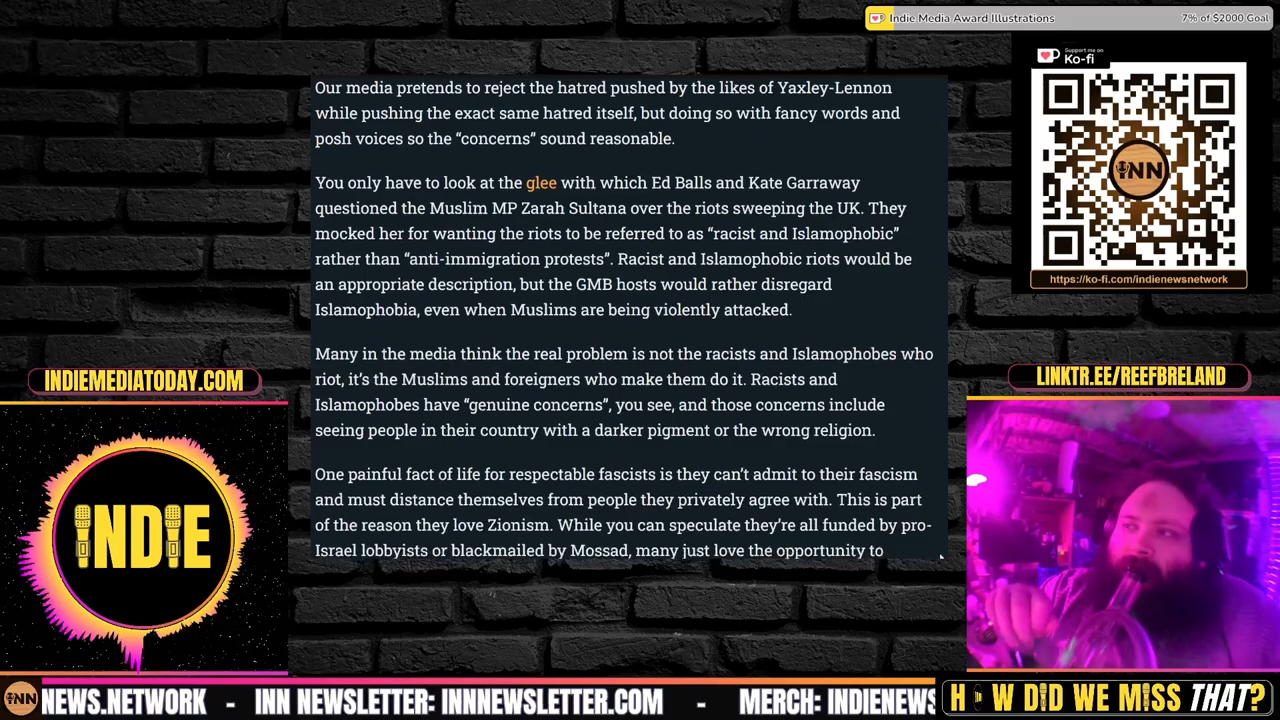 Indie Media Award Illustrations
7% of $2000 Goal
Support me on
Ko-fi
iNN
https://ko-fi.com/indienewsnetwork
Our media pretends to reject the hatred pushed by the likes of Yaxley-Lennon
while pushing the exact same hatred itself, but doing so with fancy words and
posh voices so the “concerns” sound reasonable.
You only have to look at the glee with which Ed Balls and Kate Garraway
questioned the Muslim MP Zarah Sultana over the riots sweeping the UK. They
mocked her for wanting the riots to be referred to as “racist and Islamophobic”
rather than “anti-immigration protests”. Racist and Islamophobic riots would be
an appropriate description, but the GMB hosts would rather disregard
Islamophobia, even when Muslims are being violently attacked.
Many in the media think the real problem is not the racists and Islamophobes who
riot, it’s the Muslims and foreigners who make them do it. Racists and
Islamophobes have “genuine concerns”, you see, and those concerns include
seeing people in their country with a darker pigment or the wrong religion.
One painful fact of life for respectable fascists is they can’t admit to their fascism
and must distance themselves from people they privately agree with. This is part
of the reason they love Zionism. While you can speculate they’re all funded by pro-
Israel lobbyists or blackmailed by Mossad, many just love the opportunity to
INDIEMEDIATODAY.COM
INDIE
LINKTR.EE/REEFBRELAND
iNN
NEWS.NETWORK - INN NEWSLETTER: INDIENEWSLETTER.COM - MERCH: INDIENEWS
HOW DID WE MISS THAT?